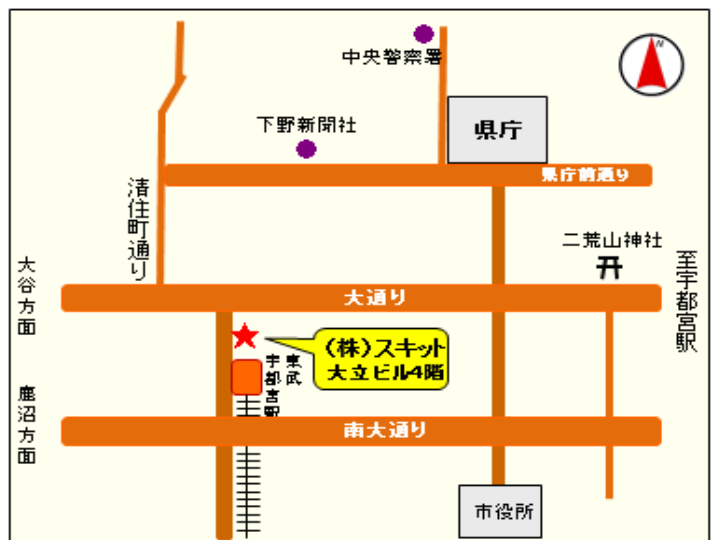 中央警察署
N
県庁
下野新聞社
県庁前通り
清住町通り
二荒山神社
至宇都宮駅
大谷方面
大通り
(株)スキット
大立ビル4階
東武
宇都宮駅
鹿沼方面
南大通り
市役所